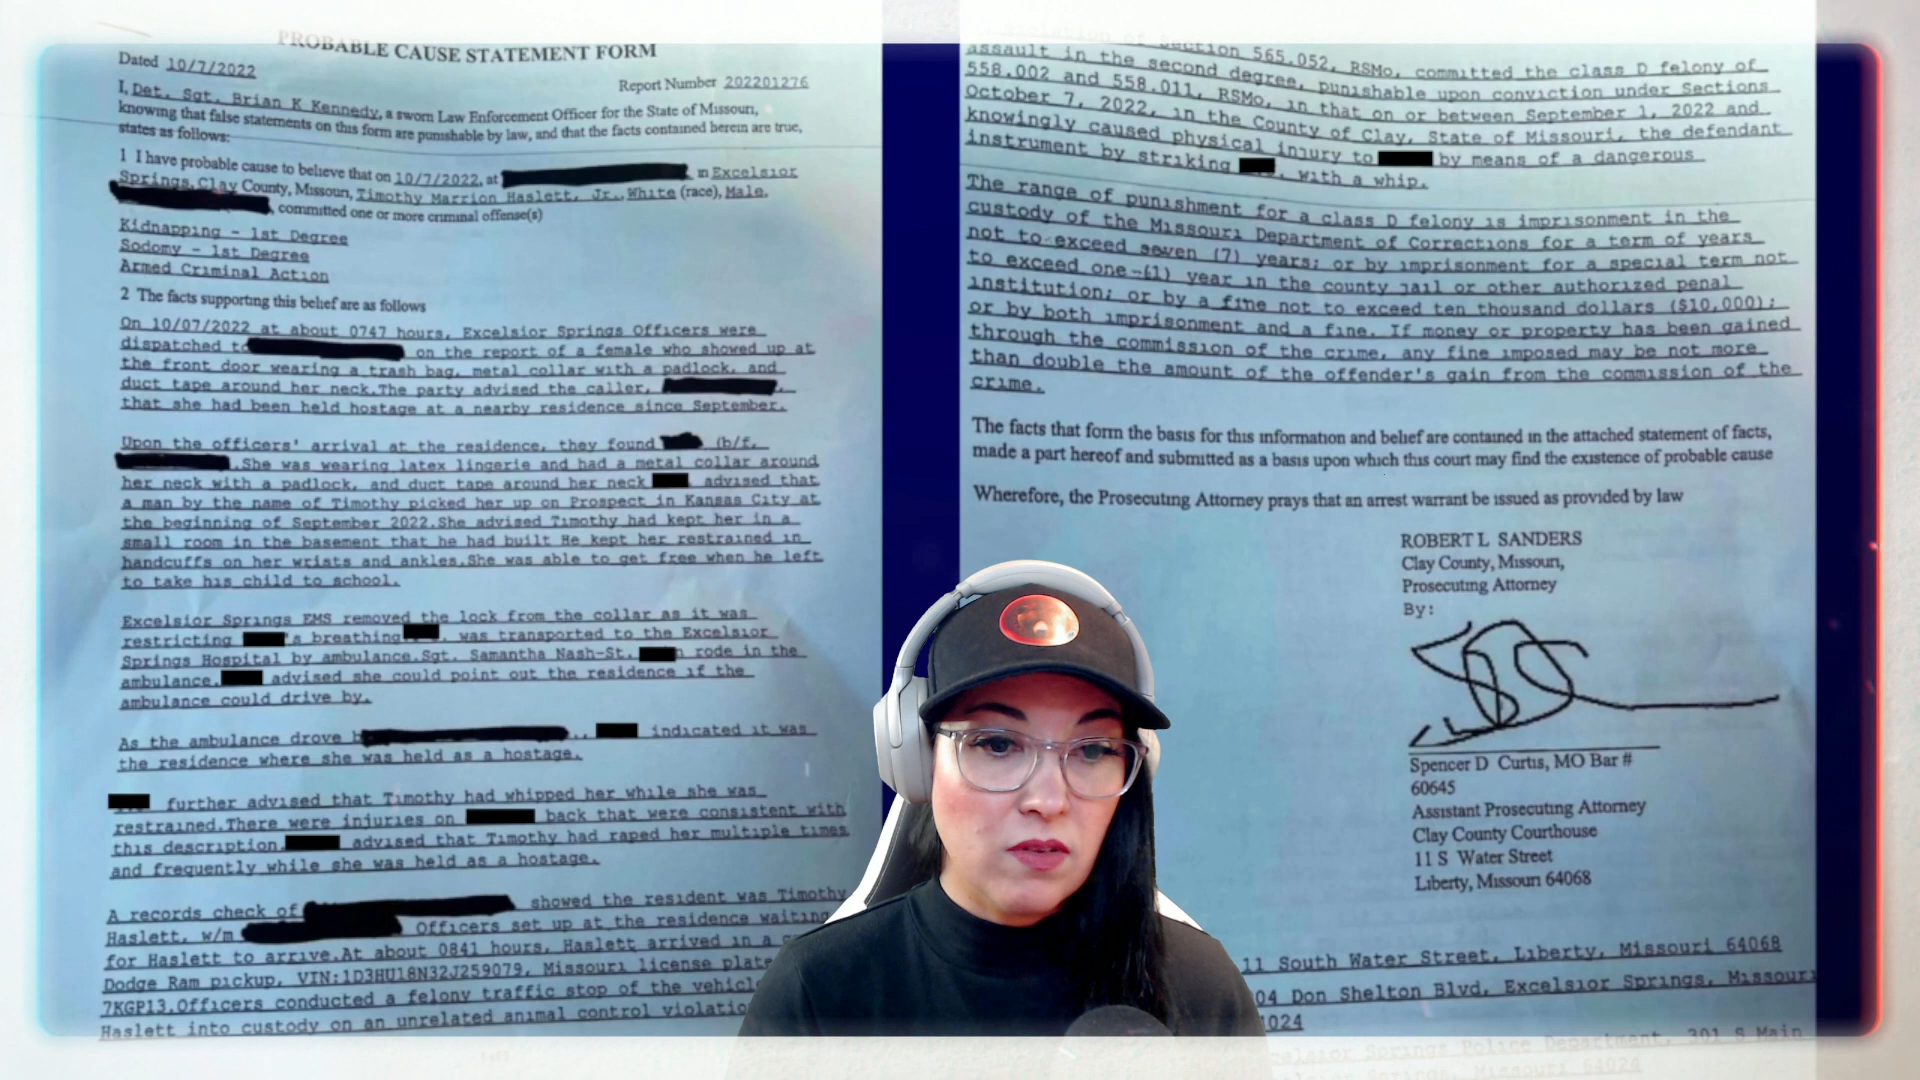 PROBABLE CAUSE STATEMENT FORM
Dated 10/7/2022
Report Number 202201276
I, Det. Sgt. Brian K Kennedy, a sworn Law Enforcement Officer for the State of Missouri,
knowing that false statements on this form are punishable by law, and that the facts contained herein are true,
states as follows:
1 I have probable cause to believe that on 10/7/2022, at in Excelsior
Springs, Clay County, Missouri, Timothy Marrion Haslett, Jr., White (race), Male,
, committed one or more criminal offense(s)
Kidnapping - 1st Degree
Sodomy - 1st Degree
Armed Criminal Action
2 The facts supporting this belief are as follows
On 10/07/2022 at about 0747 hours, Excelsior Springs Officers were
dispatched to on the report of a female who showed up at
the front door wearing a trash bag, metal collar with a padlock, and
duct tape around her neck.The party advised the caller,
that she had been held hostage at a nearby residence since September.
Upon the officers' arrival at the residence, they found (b/f,
.She was wearing latex lingerie and had a metal collar around
her neck with a padlock, and duct tape around her neck advised that
a man by the name of Timothy picked her up on Prospect in Kansas City at
the beginning of September 2022.She advised Timothy had kept her in a
small room in the basement that he had built He kept her restrained in
handcuffs on her wrists and ankles.She was able to get free when he left
to take his child to school.
Excelsior Springs EMS removed the lock from the collar as it was
restricting 's breathing . was transported to the Excelsior
Springs Hospital by ambulance.Sgt. Samantha Nash-St. n rode in the
ambulance. advised she could point out the residence if the
ambulance could drive by.
As the ambulance drove b , indicated it was
the residence where she was held as a hostage.
further advised that Timothy had whipped her while she was
restrained.There were injuries on back that were consistent with
this description. advised that Timothy had raped her multiple times
and frequently while she was held as a hostage.
A records check of showed the resident was Timothy
Haslett, w/m Officers set up at the residence waiting
for Haslett to arrive.At about 0841 hours, Haslett arrived in a
Dodge Ram pickup, VIN:1D3HU18N32J259079, Missouri license plate
7KGP13.Officers conducted a felony traffic stop of the vehicle
Haslett into custody on an unrelated animal control violation
violation of Section 565.052, RSMo, committed the class D felony of
assault in the second degree, punishable upon conviction under Sections
558.002 and 558.011, RSMo, in that on or between September 1, 2022 and
October 7, 2022, in the County of Clay, State of Missouri, the defendant
knowingly caused physical injury to by means of a dangerous
instrument by striking , with a whip.
The range of punishment for a class D felony is imprisonment in the
custody of the Missouri Department of Corrections for a term of years
not to exceed seven (7) years; or by imprisonment for a special term not
to exceed one (1) year in the county jail or other authorized penal
institution; or by a fine not to exceed ten thousand dollars ($10,000);
or by both imprisonment and a fine. If money or property has been gained
through the commission of the crime, any fine imposed may be not more
than double the amount of the offender's gain from the commission of the
crime.
The facts that form the basis for this information and belief are contained in the attached statement of facts,
made a part hereof and submitted as a basis upon which this court may find the existence of probable cause
Wherefore, the Prosecuting Attorney prays that an arrest warrant be issued as provided by law
ROBERT L SANDERS
Clay County, Missouri,
Prosecuting Attorney
By:
Spencer D Curtis, MO Bar #
60645
Assistant Prosecuting Attorney
Clay County Courthouse
11 S Water Street
Liberty, Missouri 64068
11 South Water Street, Liberty, Missouri 64068
04 Don Shelton Blvd, Excelsior Springs, Missouri
024
Excelsior Springs Police Department, 301 S Main
Excelsior Springs, Missouri 64024